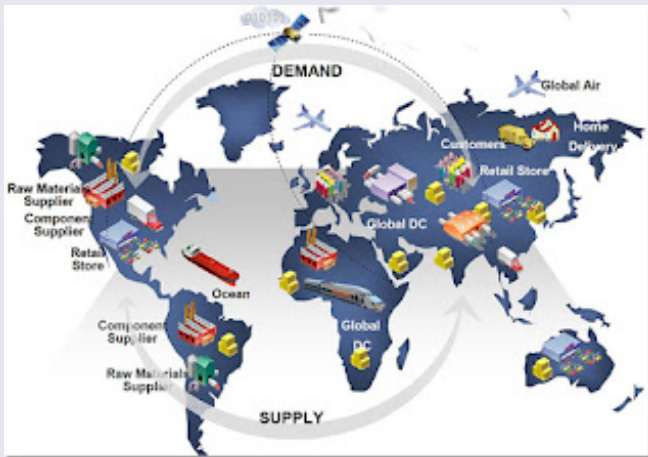 010101
DEMAND
Global Air
Customers
Home
Delivery
Retail Store
Raw Materials
Supplier
Component
Supplier
Retail
Store
Global DC
Ocean
Global
DC
Component
Supplier
Raw Materials
Supplier
SUPPLY